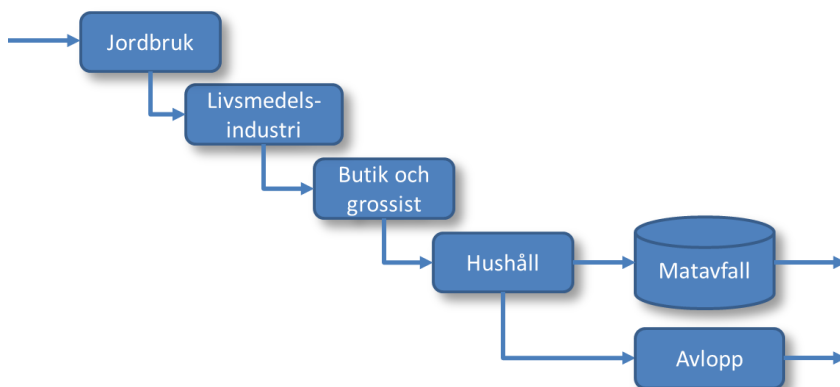 Jordbruk
Livsmedels-
industri
Butik och
grossist
Hushåll
Matavfall
Avlopp